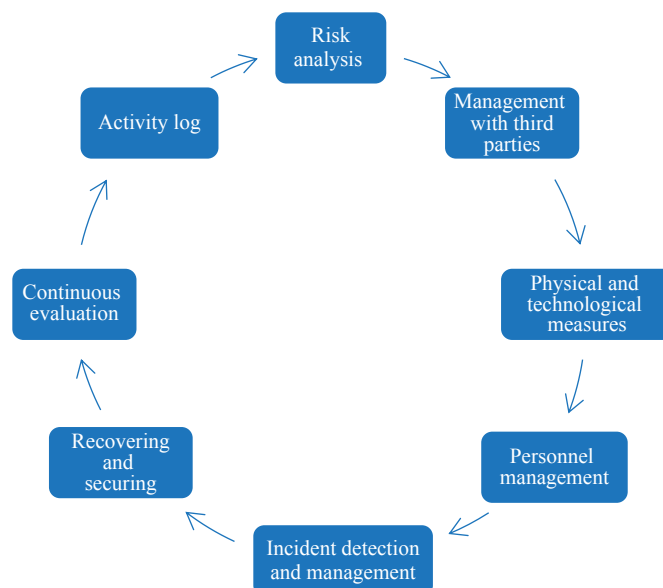 Risk
analysis
Management
with third
parties
Physical and
technological
measures
Personnel
management
Incident detection
and management
Recovering
and
securing
Continuous
evaluation
Activity log